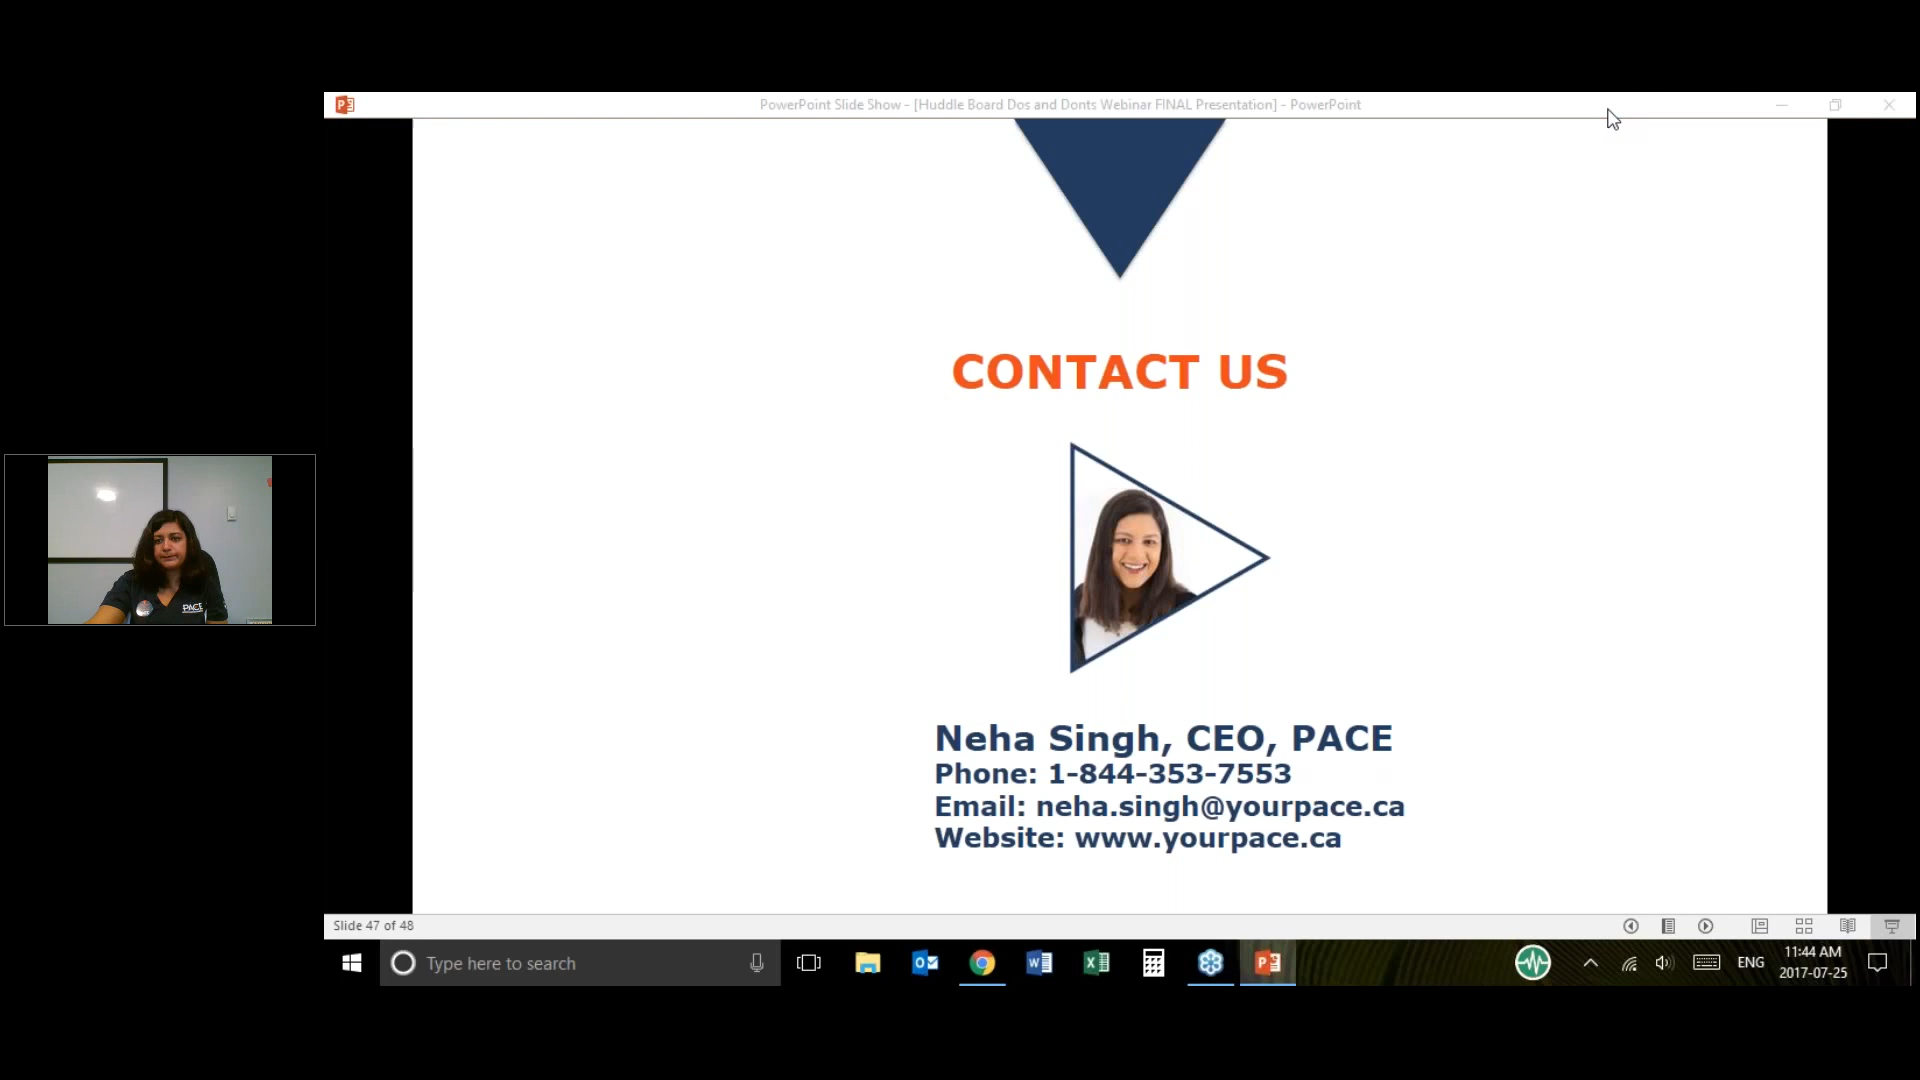 PowerPoint Slide Show - [Huddle Board Dos and Donts Webinar FINAL Presentation] - PowerPoint
CONTACT US
PACE
Neha Singh, CEO, PACE
Phone: 1-844-353-7553
Email: neha.singh@yourpace.ca
Website: www.yourpace.ca
Slide 47 of 48
Type here to search
ENG
11:44 AM
2017-07-25